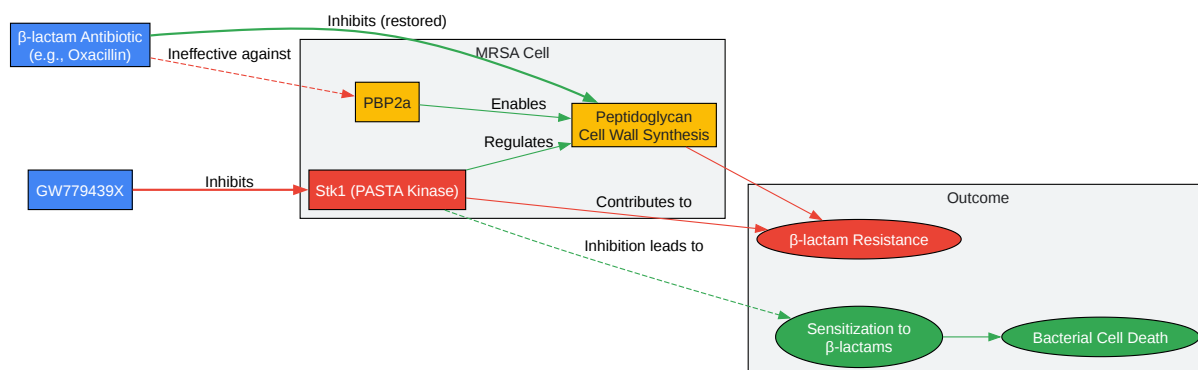 Inhibits (restored)
β-lactam Antibiotic
(e.g., Oxacillin)
Ineffective against
MRSA Cell
PBP2a
Enables
Peptidoglycan
Cell Wall Synthesis
Regulates
GW779439X
Inhibits
Stk1 (PASTA Kinase)
Contributes to
Outcome
β-lactam Resistance
Inhibition leads to
Sensitization to
β-lactams
Bacterial Cell Death